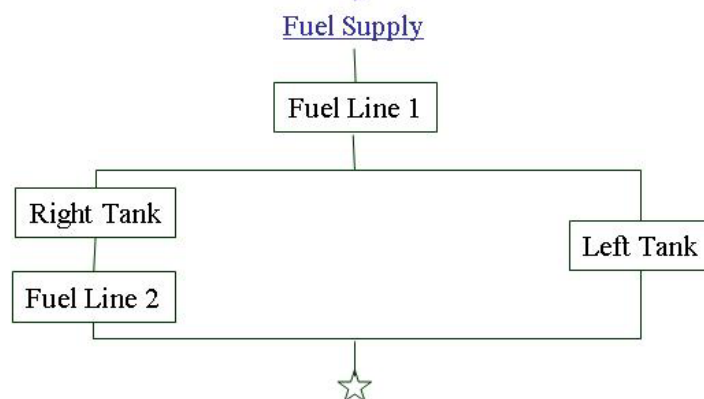 Fuel Supply
Fuel Line 1
Right Tank
Left Tank
Fuel Line 2